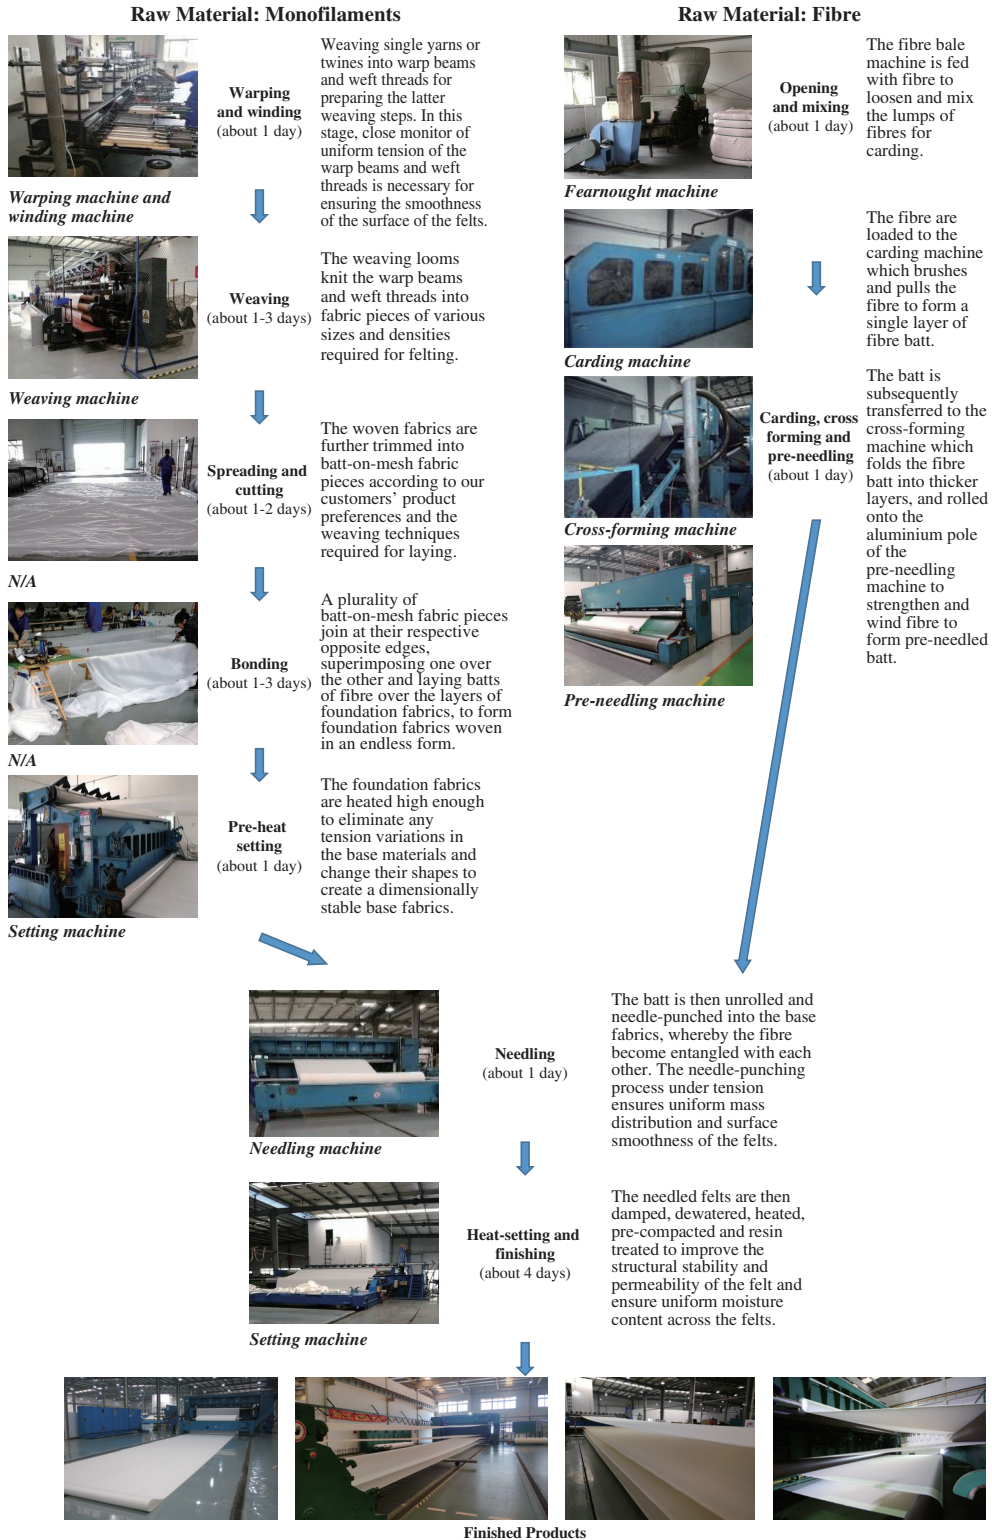 Raw Material: Monofilaments
Warping
and winding
(about 1 day)
Weaving single yarns or
twines into warp beams
and weft threads for
preparing the latter
weaving steps. In this
stage, close monitor of
uniform tension of the
warp beams and weft
threads is necessary for
ensuring the smoothness
of the surface of the felts.
Warping machine and
winding machine
Weaving
(about 1-3 days)
The weaving looms
knit the warp beams
and weft threads into
fabric pieces of various
sizes and densities
required for felting.
Weaving machine
Spreading and
cutting
(about 1-2 days)
The woven fabrics are
further trimmed into
batt-on-mesh fabric
pieces according to our
customers’ product
preferences and the
weaving techniques
required for laying.
N/A
Bonding
(about 1-3 days)
A plurality of
batt-on-mesh fabric pieces
join at their respective
opposite edges,
superimposing one over
the other and laying batts
of fibre over the layers of
foundation fabrics, to form
foundation fabrics woven
in an endless form.
N/A
Pre-heat
setting
(about 1 day)
The foundation fabrics
are heated high enough
to eliminate any
tension variations in
the base materials and
change their shapes to
create a dimensionally
stable base fabrics.
Setting machine
Raw Material: Fibre
Opening
and mixing
(about 1 day)
The fibre bale
machine is fed
with fibre to
loosen and mix
the lumps of
fibres for
carding.
Fearnought machine
The fibre are
loaded to the
carding machine
which brushes
and pulls the
fibre to form a
single layer of
fibre batt.
Carding machine
Carding, cross
forming and
pre-needling
(about 1 day)
The batt is
subsequently
transferred to the
cross-forming
machine which
folds the fibre
batt into thicker
layers, and rolled
onto the
aluminium pole
of the
pre-needling
machine to
strengthen and
wind fibre to
form pre-needled
batt.
Cross-forming machine
Pre-needling machine
Needling
(about 1 day)
The batt is then unrolled and
needle-punched into the base
fabrics, whereby the fibre
become entangled with each
other. The needle-punching
process under tension
ensures uniform mass
distribution and surface
smoothness of the felts.
Needling machine
Heat-setting and
finishing
(about 4 days)
The needled felts are then
damped, dewatered, heated,
pre-compacted and resin
treated to improve the
structural stability and
permeability of the felt and
ensure uniform moisture
content across the felts.
Setting machine
Finished Products